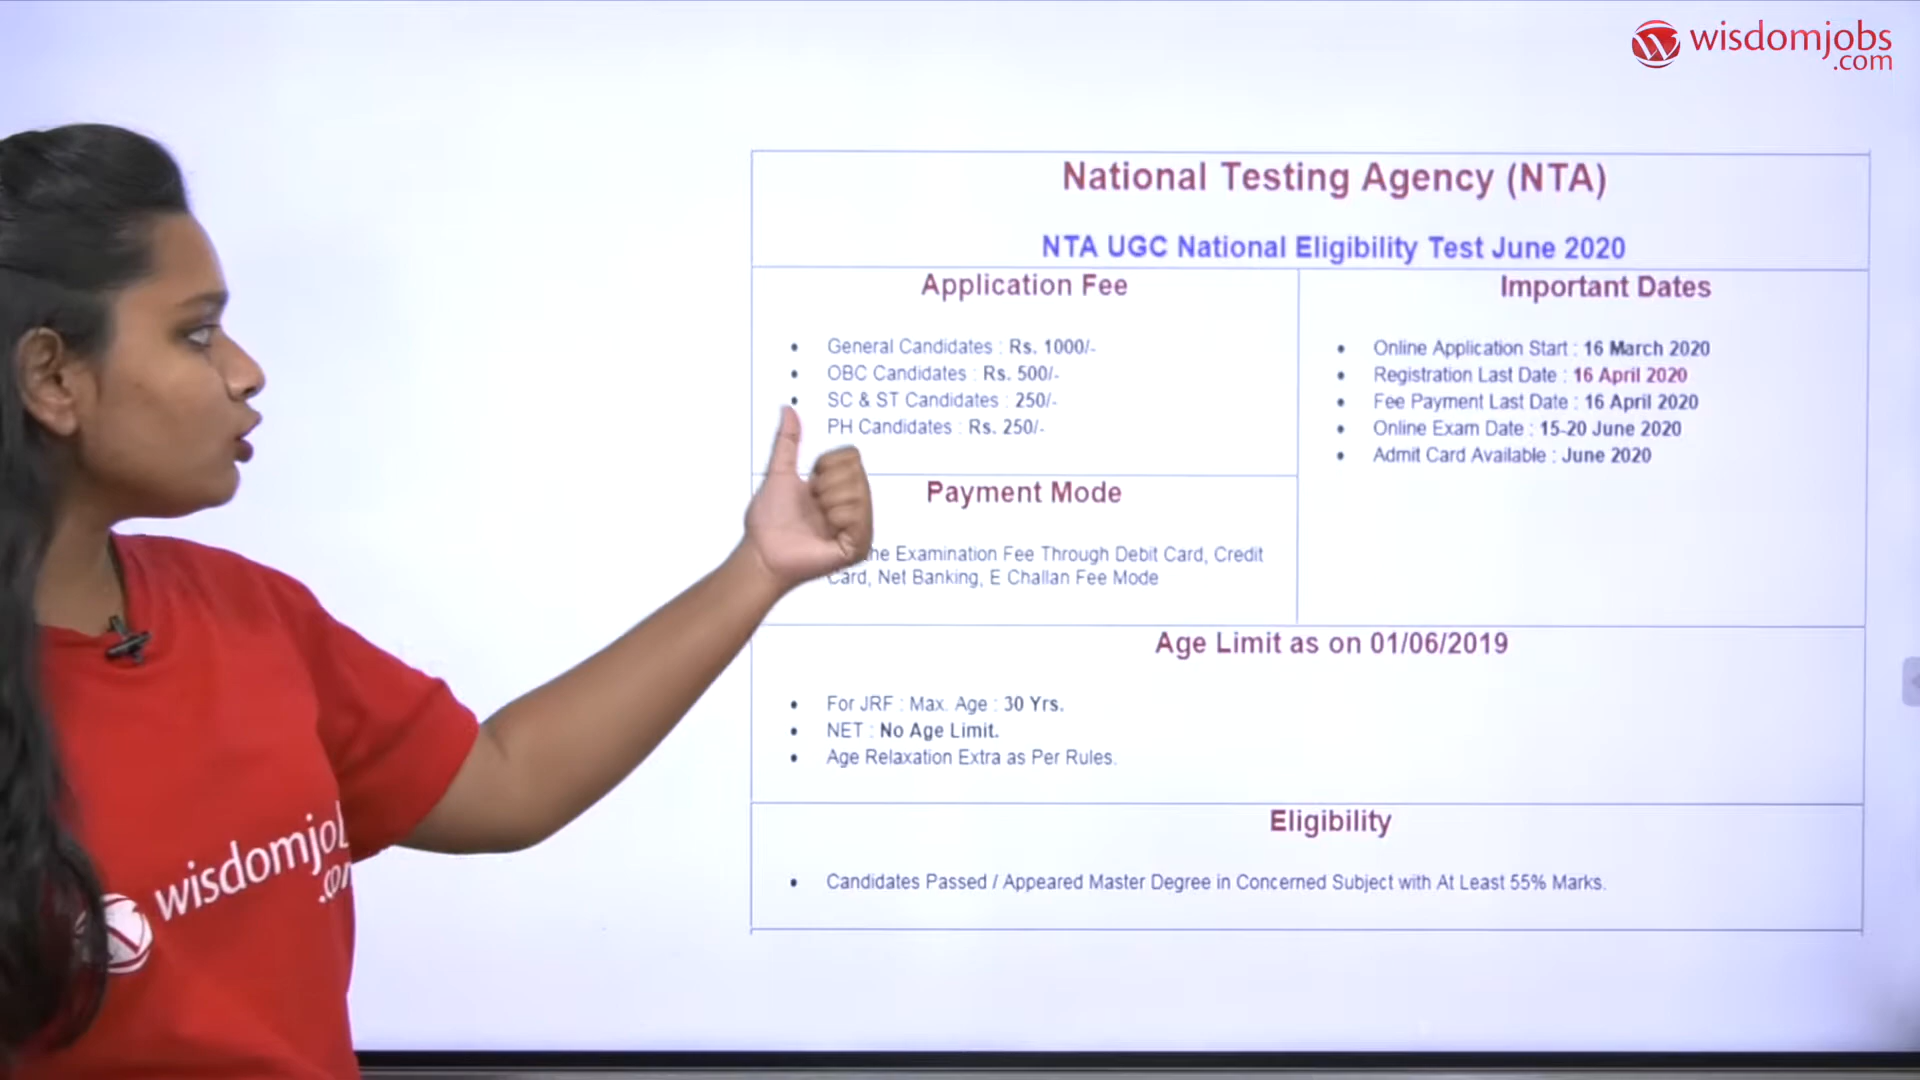 wisdomjobs
.com
National Testing Agency (NTA)
NTA UGC National Eligibility Test June 2020
Application Fee
• General Candidates : Rs. 1000/-
• OBC Candidates : Rs. 500/-
• SC & ST Candidates : 250/-
PH Candidates : Rs. 250/-
Payment Mode
Examination Fee Through Debit Card, Credit
Card, Net Banking, E Challan Fee Mode
Important Dates
• Online Application Start : 16 March 2020
• Registration Last Date : 16 April 2020
• Fee Payment Last Date : 16 April 2020
• Online Exam Date : 15-20 June 2020
• Admit Card Available : June 2020
Age Limit as on 01/06/2019
• For JRF : Max. Age : 30 Yrs.
• NET : No Age Limit.
• Age Relaxation Extra as Per Rules.
Eligibility
• Candidates Passed / Appeared Master Degree in Concerned Subject with At Least 55% Marks.
wisdomjob
.com